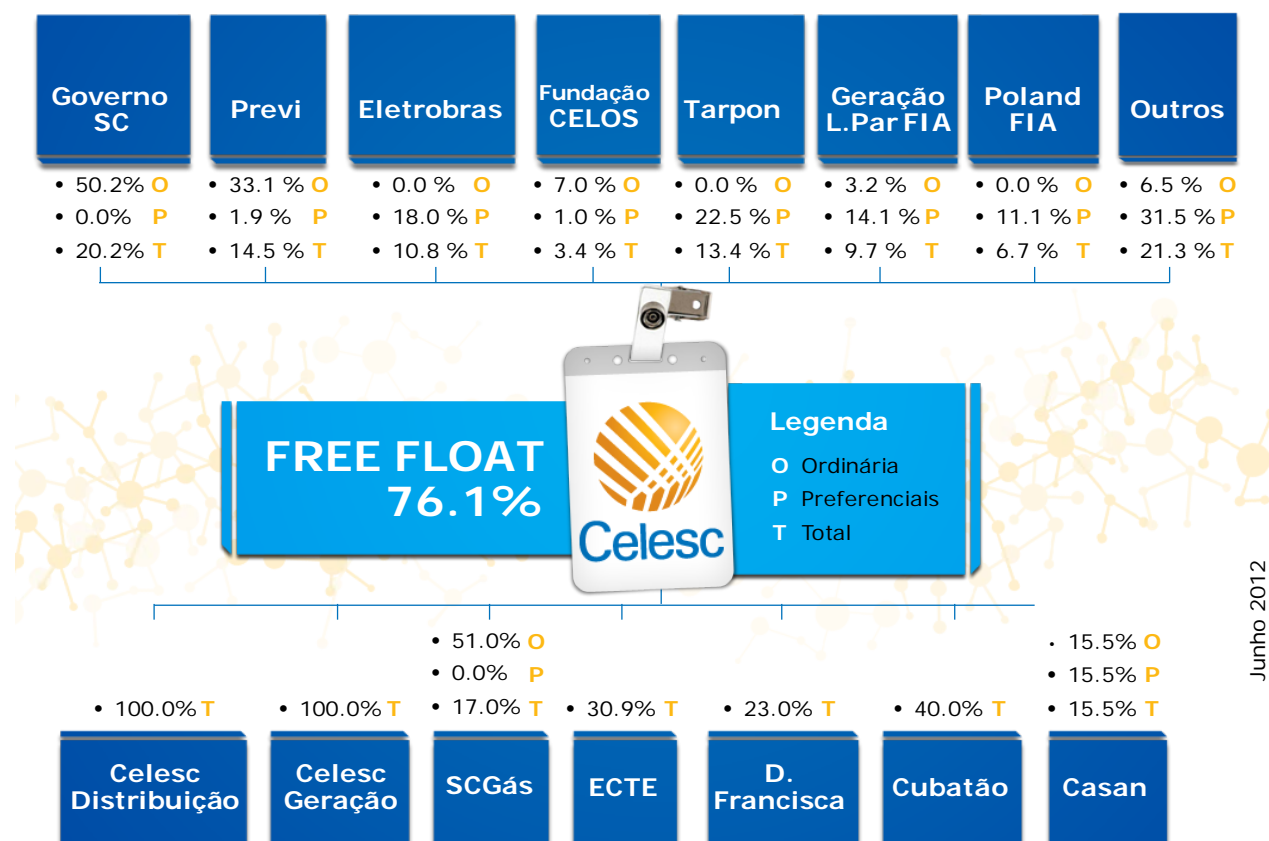 Governo
SC
Previ
Eletrobras
Fundação
CELOS
Tarpon
Geração
L.Par FIA
Poland
FIA
Outros
• 50.2% O
• 0.0% P
• 20.2% T
• 33.1 % O
• 1.9 % P
• 14.5 % T
• 0.0 % O
• 18.0 % P
• 10.8 % T
• 7.0 % O
• 1.0 % P
• 3.4 % T
• 0.0 % O
• 22.5 % P
• 13.4 % T
• 3.2 % O
• 14.1 % P
• 9.7 % T
• 0.0 % O
• 11.1 % P
• 6.7 % T
• 6.5 % O
• 31.5 % P
• 21.3 % T
FREE FLOAT
76.1%
Celesc
Legenda
O Ordinária
P Preferenciais
T Total
Junho 2012
• 100.0% T
• 100.0% T
• 51.0% O
• 0.0% P
• 17.0% T
• 30.9% T
• 23.0% T
• 40.0% T
• 15.5% O
• 15.5% P
• 15.5% T
Celesc
Distribuição
Celesc
Geração
SCGás
ECTE
D.
Francisca
Cubatão
Casan